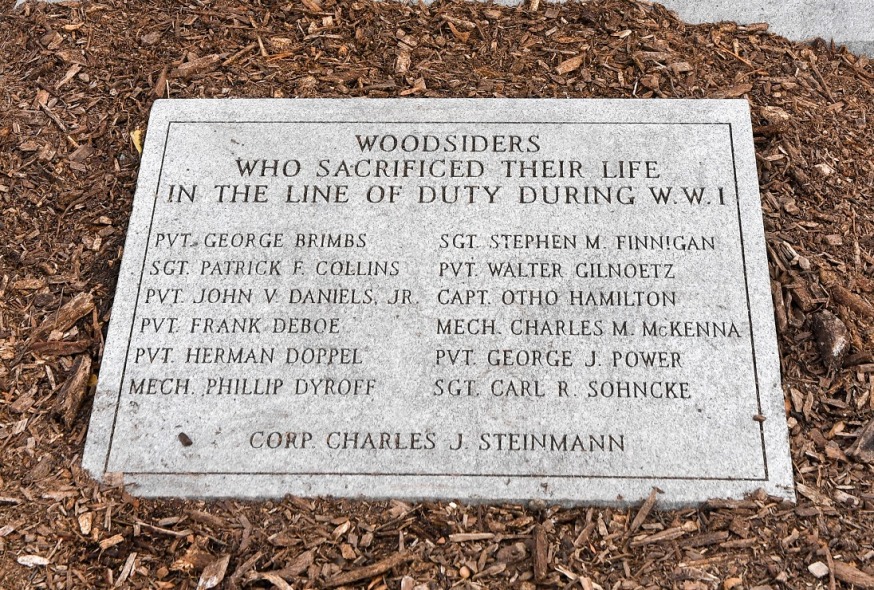 WOODSIDERS
WHO SACRIFICED THEIR LIFE
IN THE LINE OF DUTY DURING W.W.I
PVT. GEORGE BRIMBS
SGT. PATRICK F. COLLINS
PVT. JOHN V. DANIELS, JR.
PVT. FRANK DEBOE
PVT. HERMAN DOPPEL
MECH. PHILLIP DYROFF
SGT. STEPHEN M. FINNIGAN
PVT. WALTER GILNOETZ
CAPT. OTHO HAMILTON
MECH. CHARLES M. McKENNA
PVT. GEORGE J. POWER
SGT. CARL R. SOHNCKE
CORP. CHARLES J. STEINMANN